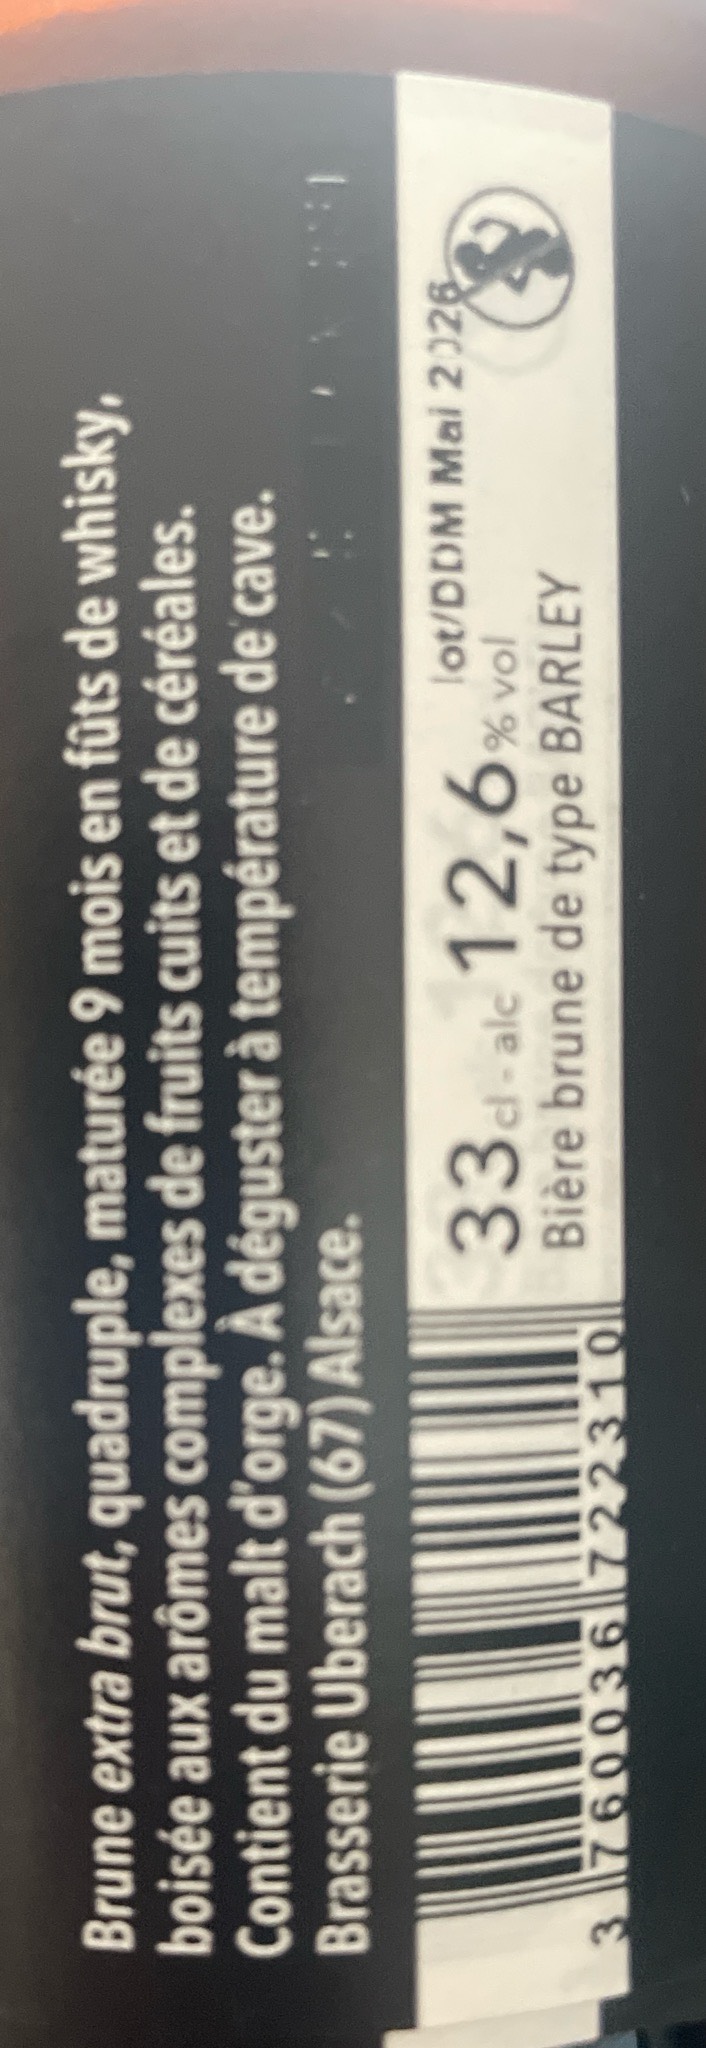 Brune extra brut, quadruple, maturée 9 mois en fûts de whisky,
boisée aux arômes complexes de fruits cuits et de céréales.
Contient du malt d'orge. À déguster à température de cave.
Brasserie Uberach (67) Alsace.
lot/DDM Mai 2026
33 cl - alc 12,6 % vol
Bière brune de type BARLEY
3 760036 722310